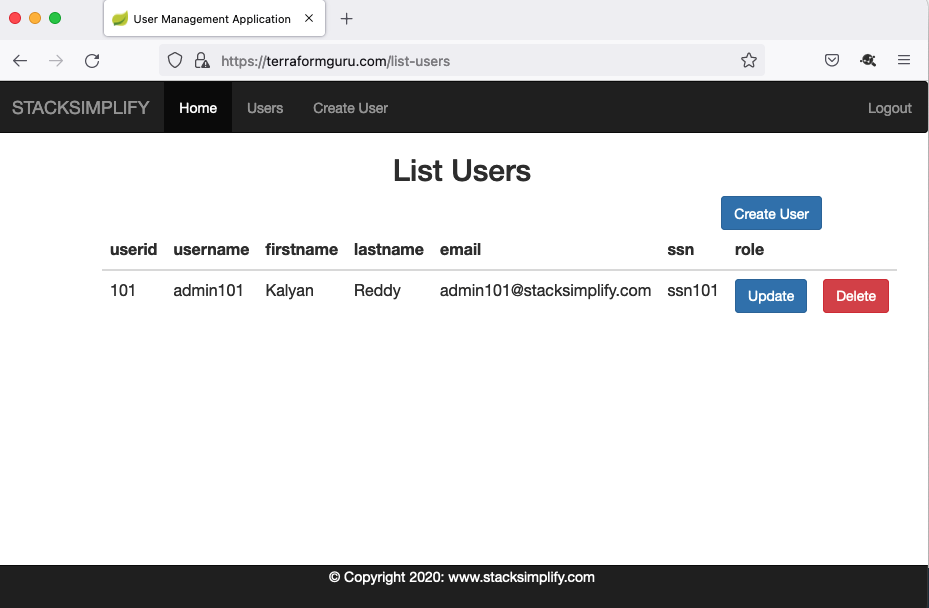 User Management Application
https://terraformguru.com/list-users
STACKSIMPLIFY Home Users Create User Logout
List Users
Create User
userid username firstname lastname email ssn role
101 admin101 Kalyan Reddy admin101@stacksimplify.com ssn101 Update Delete
© Copyright 2020: www.stacksimplify.com